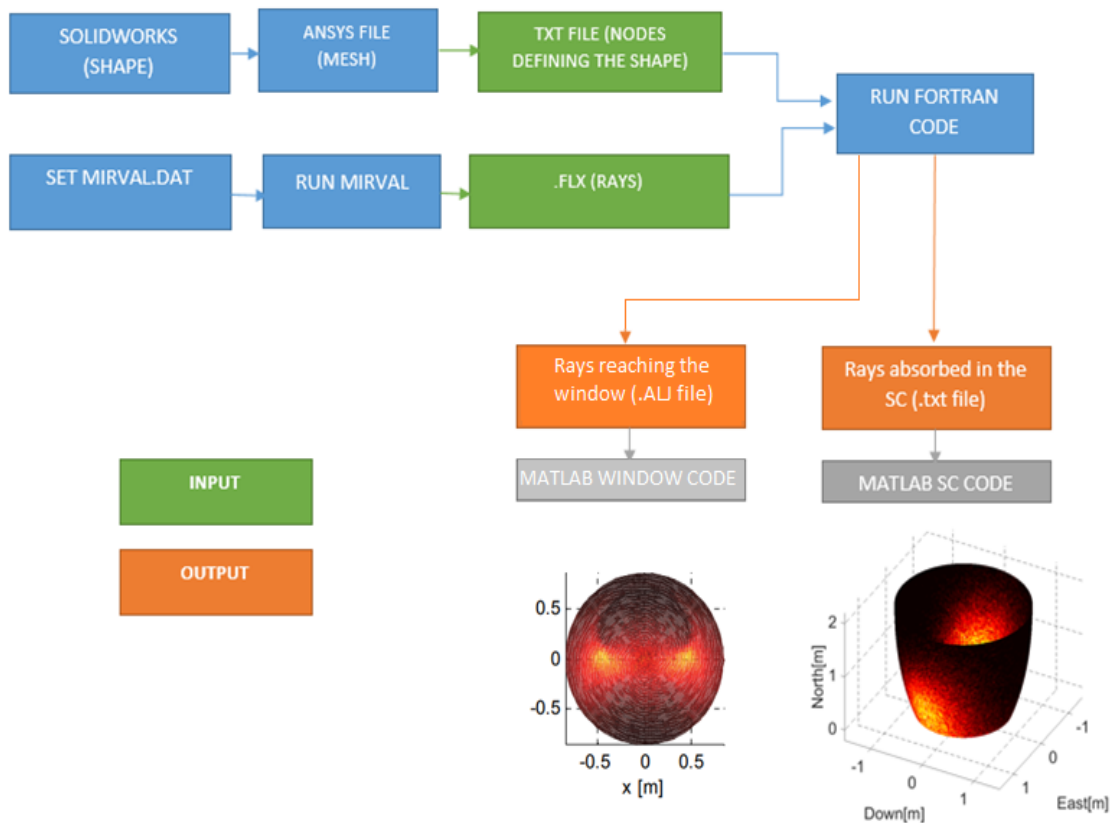 SOLIDWORKS
(SHAPE)
ANSYS FILE
(MESH)
TXT FILE (NODES
DEFINING THE SHAPE)
RUN FORTRAN
CODE
SET MIRVAL.DAT
RUN MIRVAL
.FLX (RAYS)
Rays reaching the
window (.ALJ file)
Rays absorbed in the
SC (.txt file)
MATLAB WINDOW CODE
MATLAB SC CODE
INPUT
OUTPUT
0.5
0
-0.5
-0.5
0
0.5
x [m]
2
1
0
North[m]
-1
0
1
Down[m]
-1
0
1
East[m]